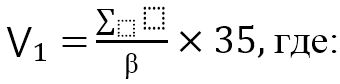 V₁ = ∑⬚ ⬚ / β × 35, где: